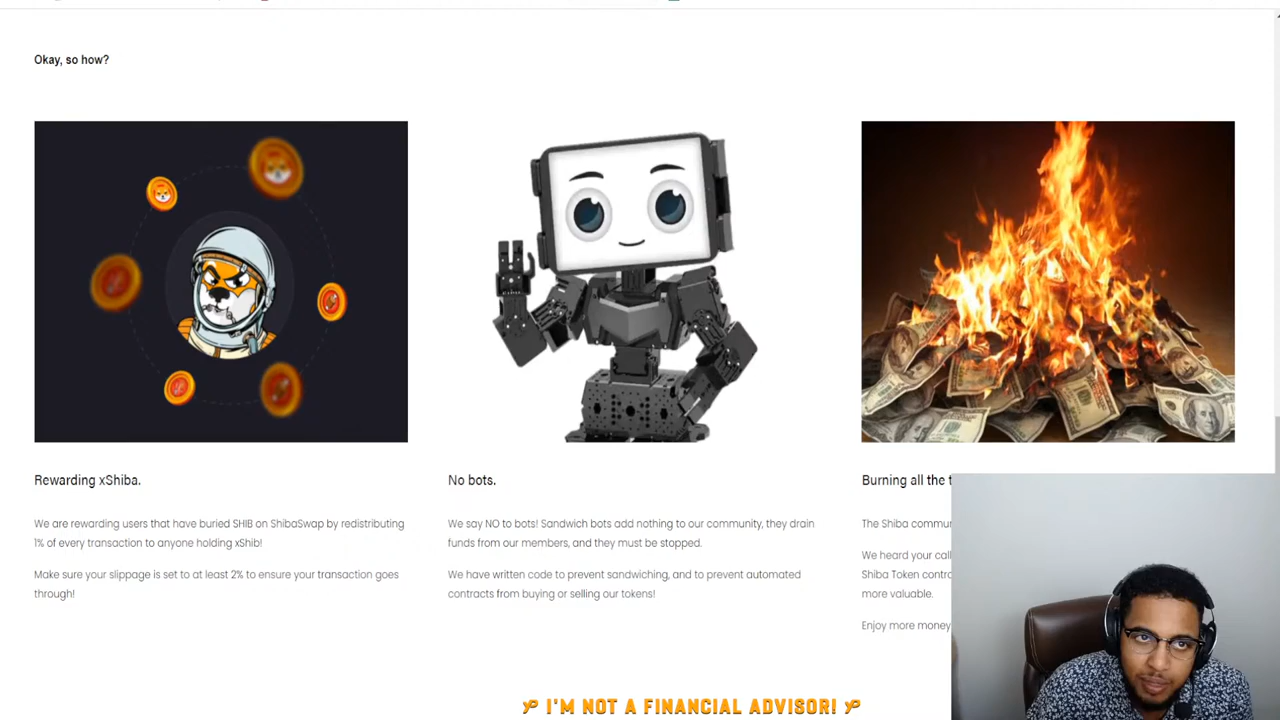 Okay, so how?
Rewarding xShiba.
We are rewarding users that have buried SHIB on ShibaSwap by redistributing
1% of every transaction to anyone holding xShib!
Make sure your slippage is set to at least 2% to ensure your transaction goes
through!
No bots.
We say NO to bots! Sandwich bots add nothing to our community, they drain
funds from our members, and they must be stopped.
We have written code to prevent sandwiching, and to prevent automated
contracts from buying or selling our tokens!
Burning all the
The Shiba
We heard your call
Shiba Token
more valuable.
Enjoy more money
I'M NOT A FINANCIAL ADVISOR!